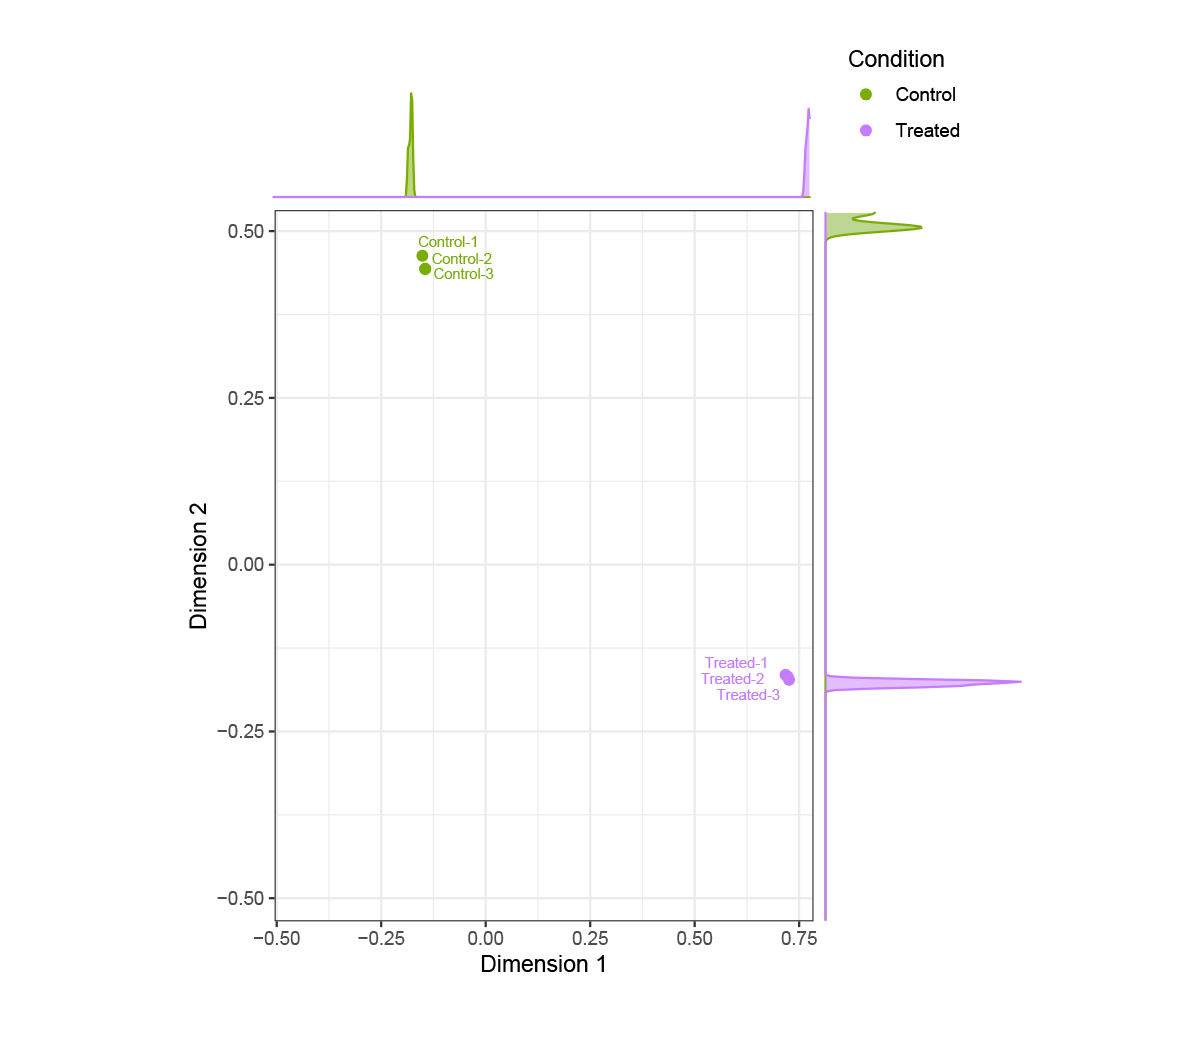 Condition
Control
Treated
0.50
Control-1
Control-2
Control-3
0.25
0.00
Treated-1
Treated-2
Treated-3
−0.25
−0.50
Dimension 2
−0.50 −0.25 0.00 0.25 0.50 0.75
Dimension 1